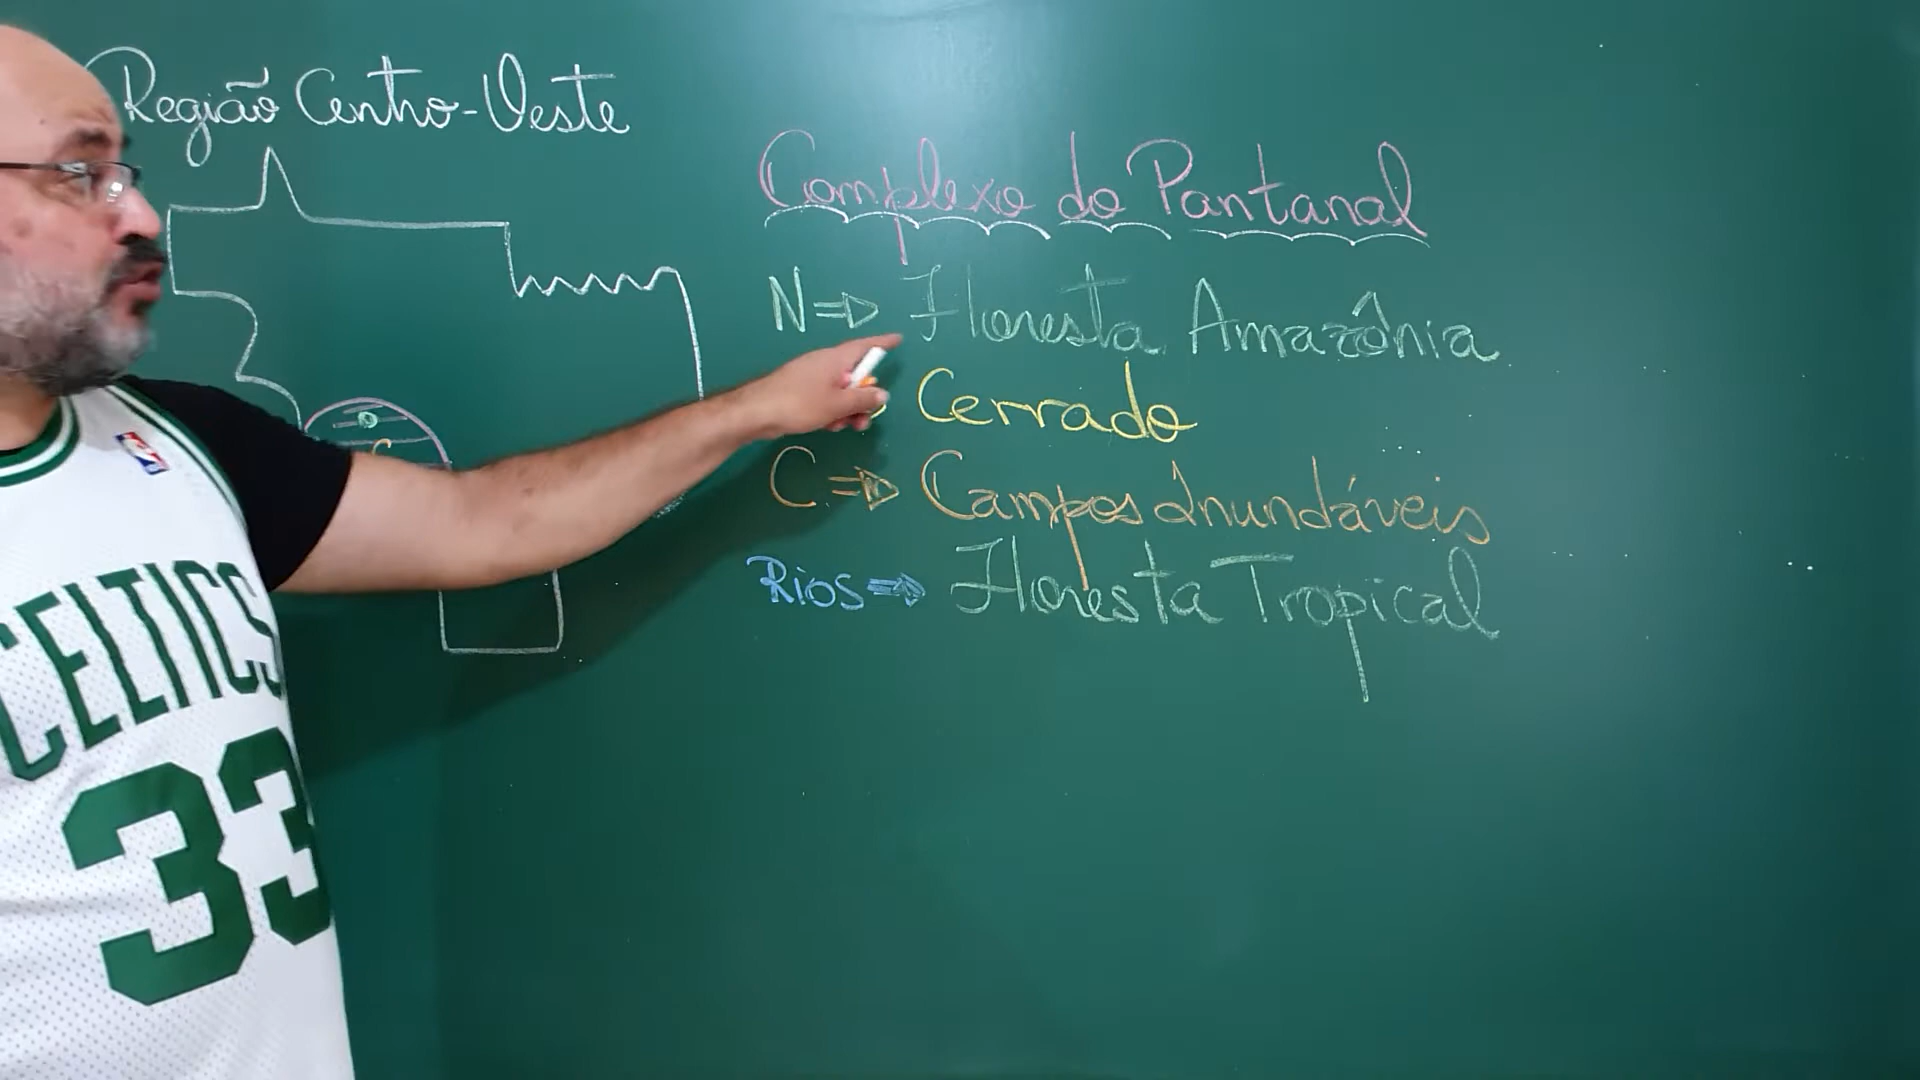 Região Centro-Oeste
Complexo do Pantanal
N⇒ Floresta Amazônia
Cerrado
C⇒ Campos Inundáveis
Rios⇒ Floresta Tropical
CELTICS
33